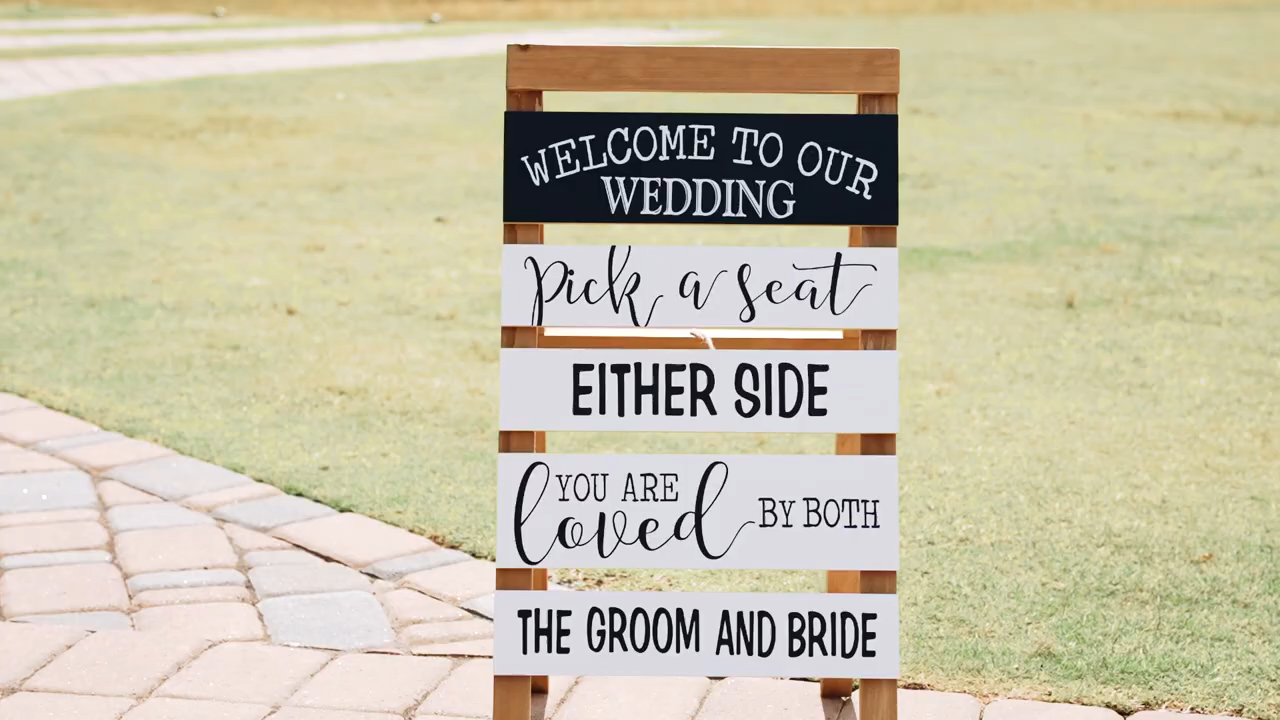 WELCOME TO OUR
WEDDING
Pick a seat
EITHER SIDE
YOU ARE
loved BY BOTH
THE GROOM AND BRIDE